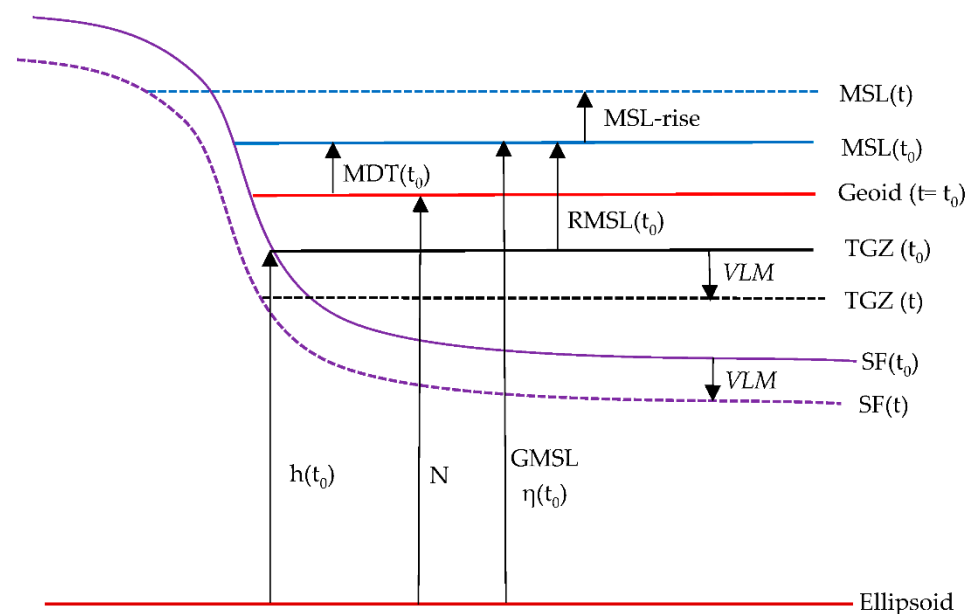 MSL(t)
MSL-rise
MSL(t₀)
MDT(t₀)
Geoid (t= t₀)
RMSL(t₀)
TGZ (t₀)
VLM
TGZ (t)
SF(t₀)
VLM
SF(t)
GMSL
h(t₀)
N
η(t₀)
Ellipsoid